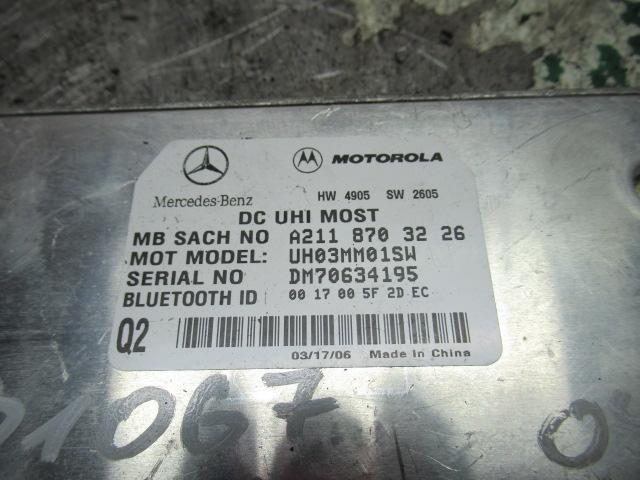 MOTOROLA
Mercedes-Benz
HW 4905 SW 2605
DC UHI MOST
MB SACH NO A211 870 32 26
MOT MODEL: UH03MM01SW
SERIAL NO DM70634195
BLUETOOTH ID 00 17 00 5F 2D EC
Q2
03/17/06 Made In China